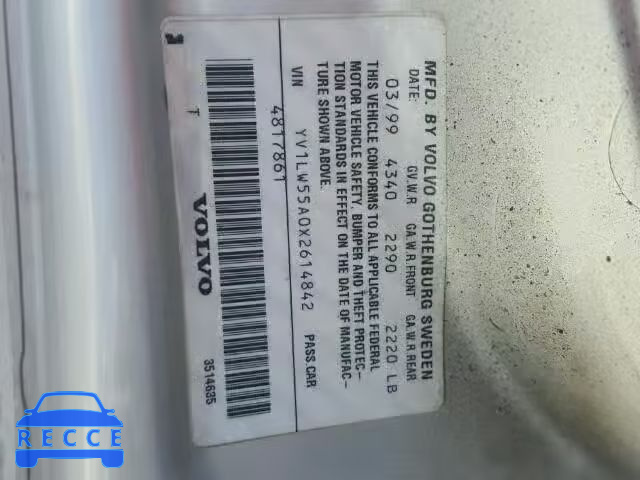 MFD. BY VOLVO GOTHENBURG SWEDEN
DATE: GV.W.R GA.W.R.FRONT GA.W.R.REAR
03/99 4340 2290 2220 LB
THIS VEHICLE CONFORMS TO ALL APPLICABLE FEDERAL
MOTOR VEHICLE SAFETY, BUMPER AND THEFT PROTEC-
TION STANDARDS IN EFFECT ON THE DATE OF MANUFAC-
TURE SHOWN ABOVE.
VIN YV1LW55A0X2614842 PASS.CAR
4817861
T VOLVO 3514635
RECCE